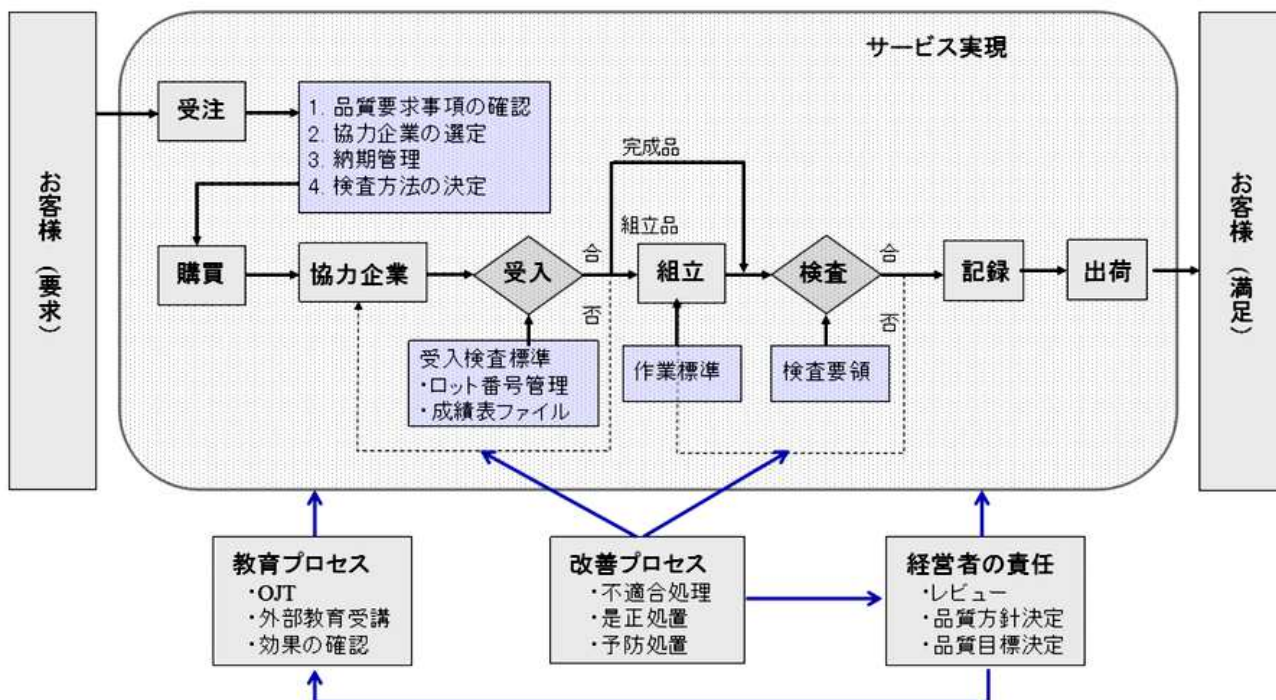 サービス実現
お客様（要求）
受注
1. 品質要求事項の確認
2. 協力企業の選定
3. 納期管理
4. 検査方法の決定
完成品
組立品
購買
協力企業
受入
合
否
組立
検査
合
否
記録
出荷
お客様（満足）
受入検査標準
・ロット番号管理
・成績表ファイル
作業標準
検査要領
教育プロセス
・OJT
・外部教育受講
・効果の確認
改善プロセス
・不適合処理
・是正処置
・予防処置
経営者の責任
・レビュー
・品質方針決定
・品質目標決定